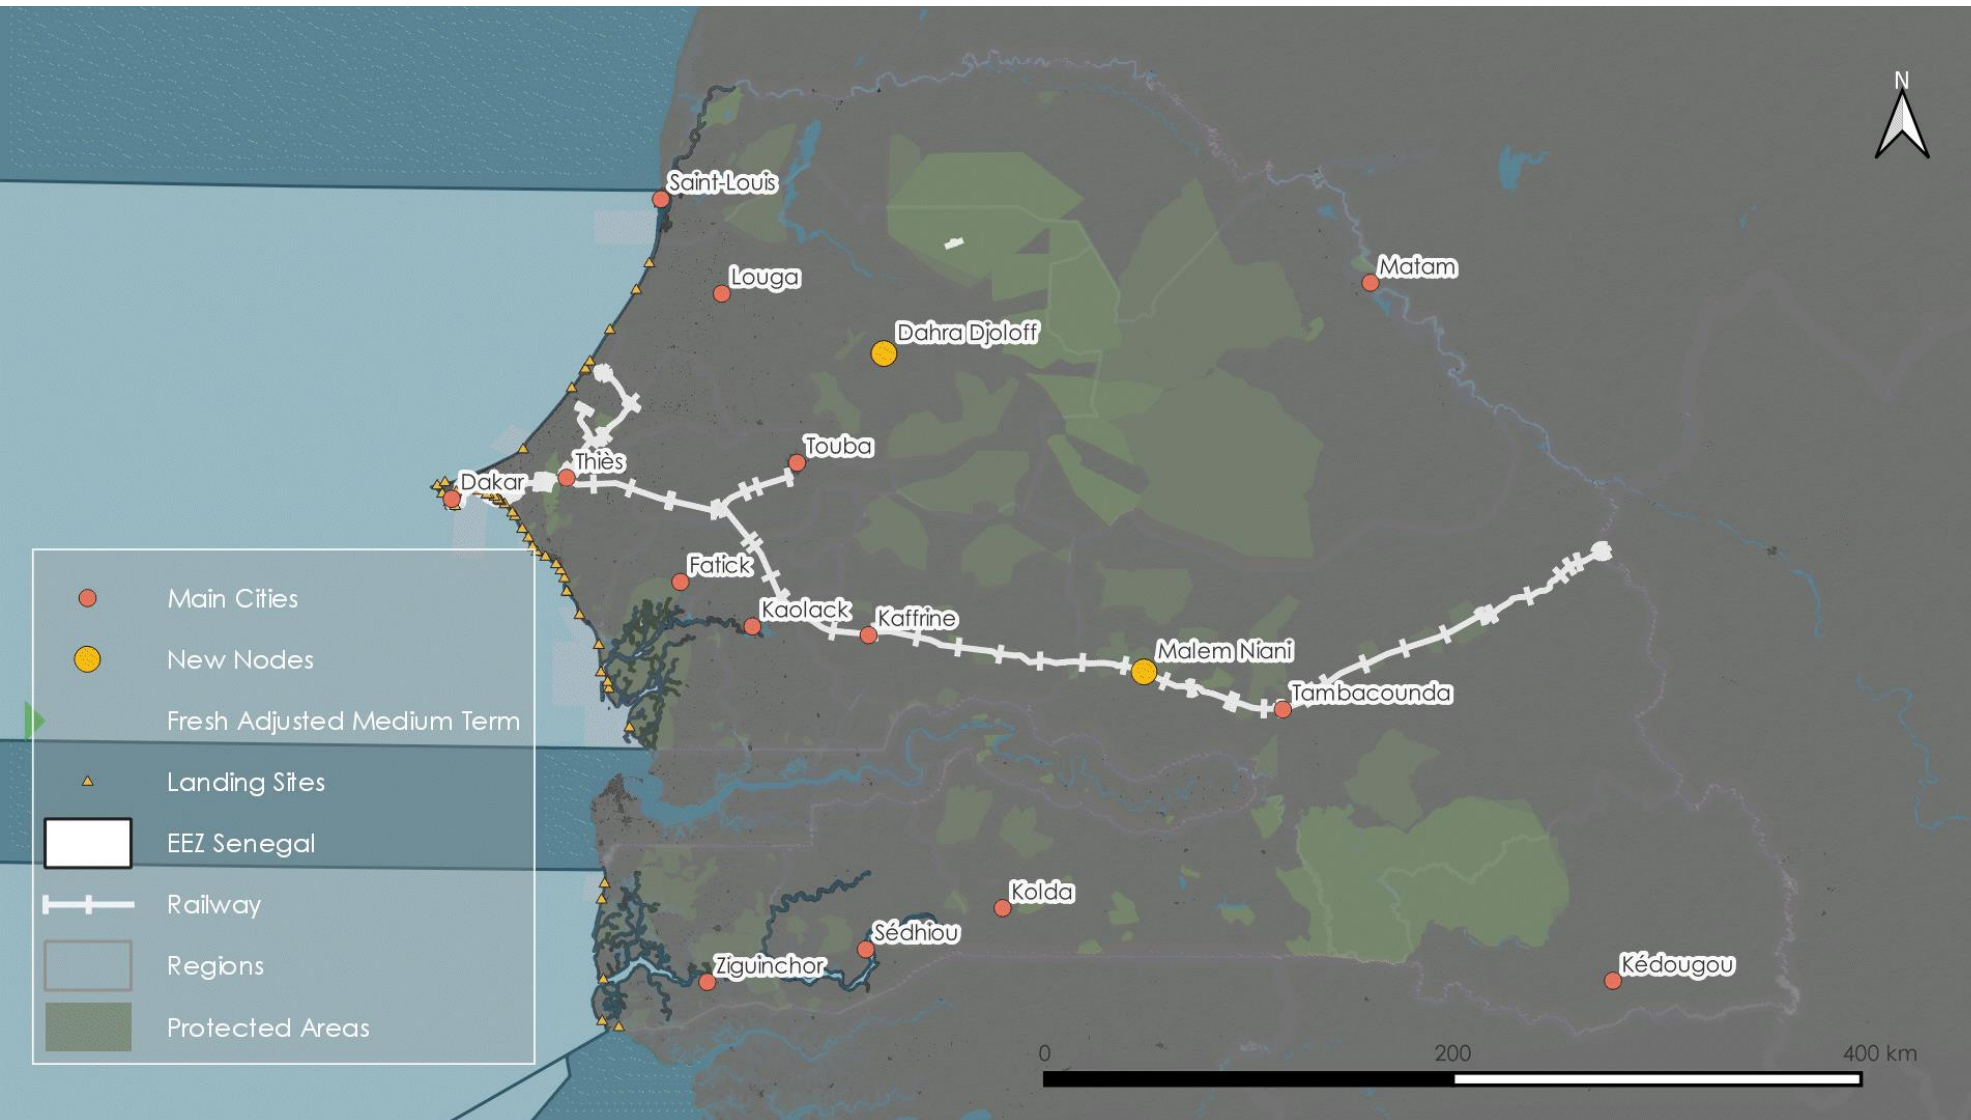 N
Saint-Louis
Louga
Matam
Dahra Djoloff
Touba
Thiès
Dakar
Fatick
Kaolack
Kaffrine
Malem Niani
Tambacounda
Kolda
Sédhiou
Ziguinchor
Kédougou
Main Cities
New Nodes
Fresh Adjusted Medium Term
Landing Sites
EEZ Senegal
Railway
Regions
Protected Areas
0 200 400 km